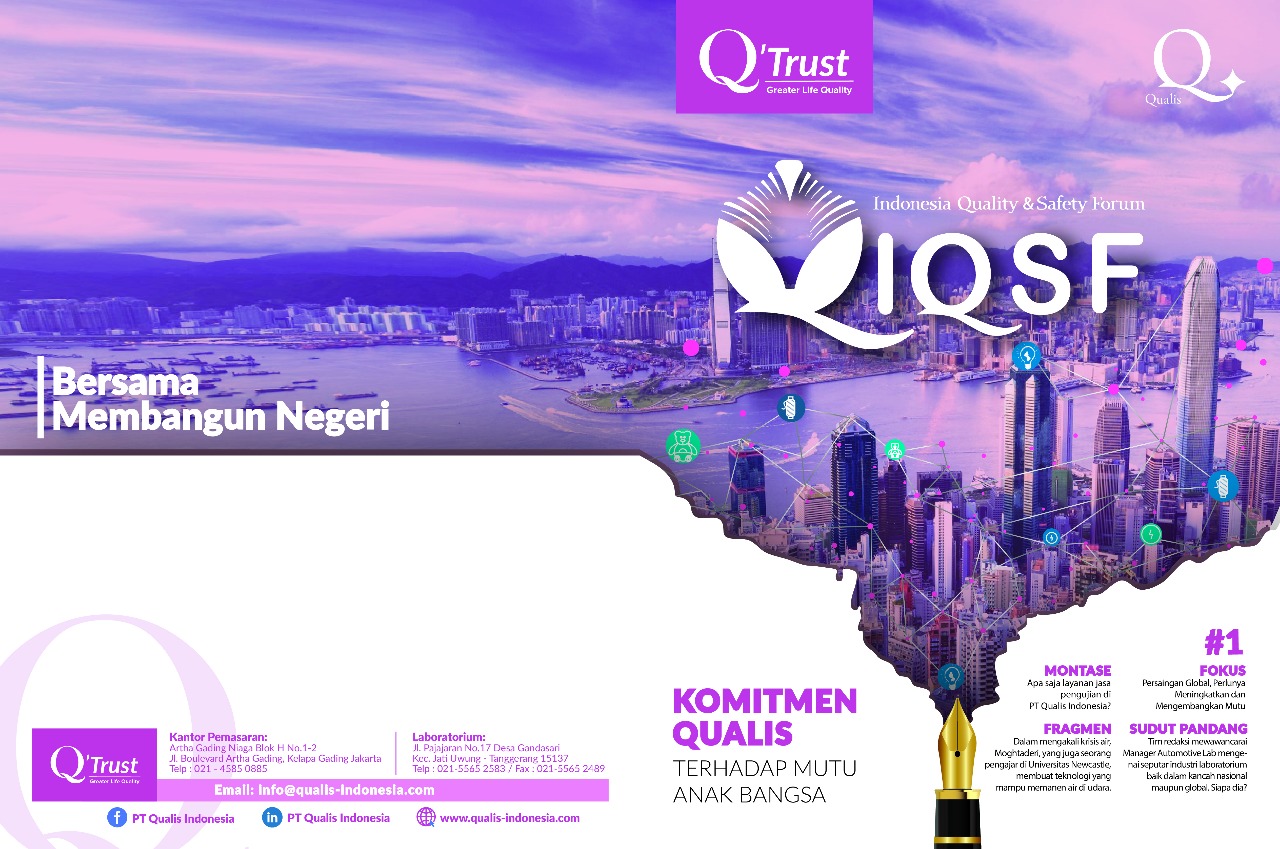 Q'Trust
Greater Life Quality
Qualis
Indonesia Quality & Safety Forum
IQSF
Bersama
Membangun Negeri
#1
MONTASE
Apa saja layanan jasa
pengujian di
PT Qualis Indonesia?
FOKUS
Persaingan Global, Perlunya
Meningkatkan dan
Mengembangkan Mutu
FRAGMEN
Dalam mengakali krisis air,
Moghtaderi, yang juga seorang
pengajar di Universitas Newcastle,
membuat teknologi yang
mampu memanen air di udara.
SUDUT PANDANG
Tim redaksi mewawancarai
Manager Automotive Lab menge-
nai seputar industri laboratorium
baik dalam kancah nasional
maupun global. Siapa dia?
KOMITMEN
QUALIS
TERHADAP MUTU
ANAK BANGSA
Q'Trust
Greater Life Quality
Kantor Pemasaran:
Artha Gading Niaga Blok H No.1-2
Jl. Boulevard Artha Gading, Kelapa Gading Jakarta
Telp : 021 - 4585 0885
Laboratorium:
Jl. Pajajaran No.17 Desa Gandasari
Kec. Jati Uwung - Tanggerang 15137
Telp : 021-5565 2583 / Fax : 021-5565 2489
Email: info@qualis-indonesia.com
PT Qualis Indonesia
PT Qualis Indonesia
www.qualis-indonesia.com